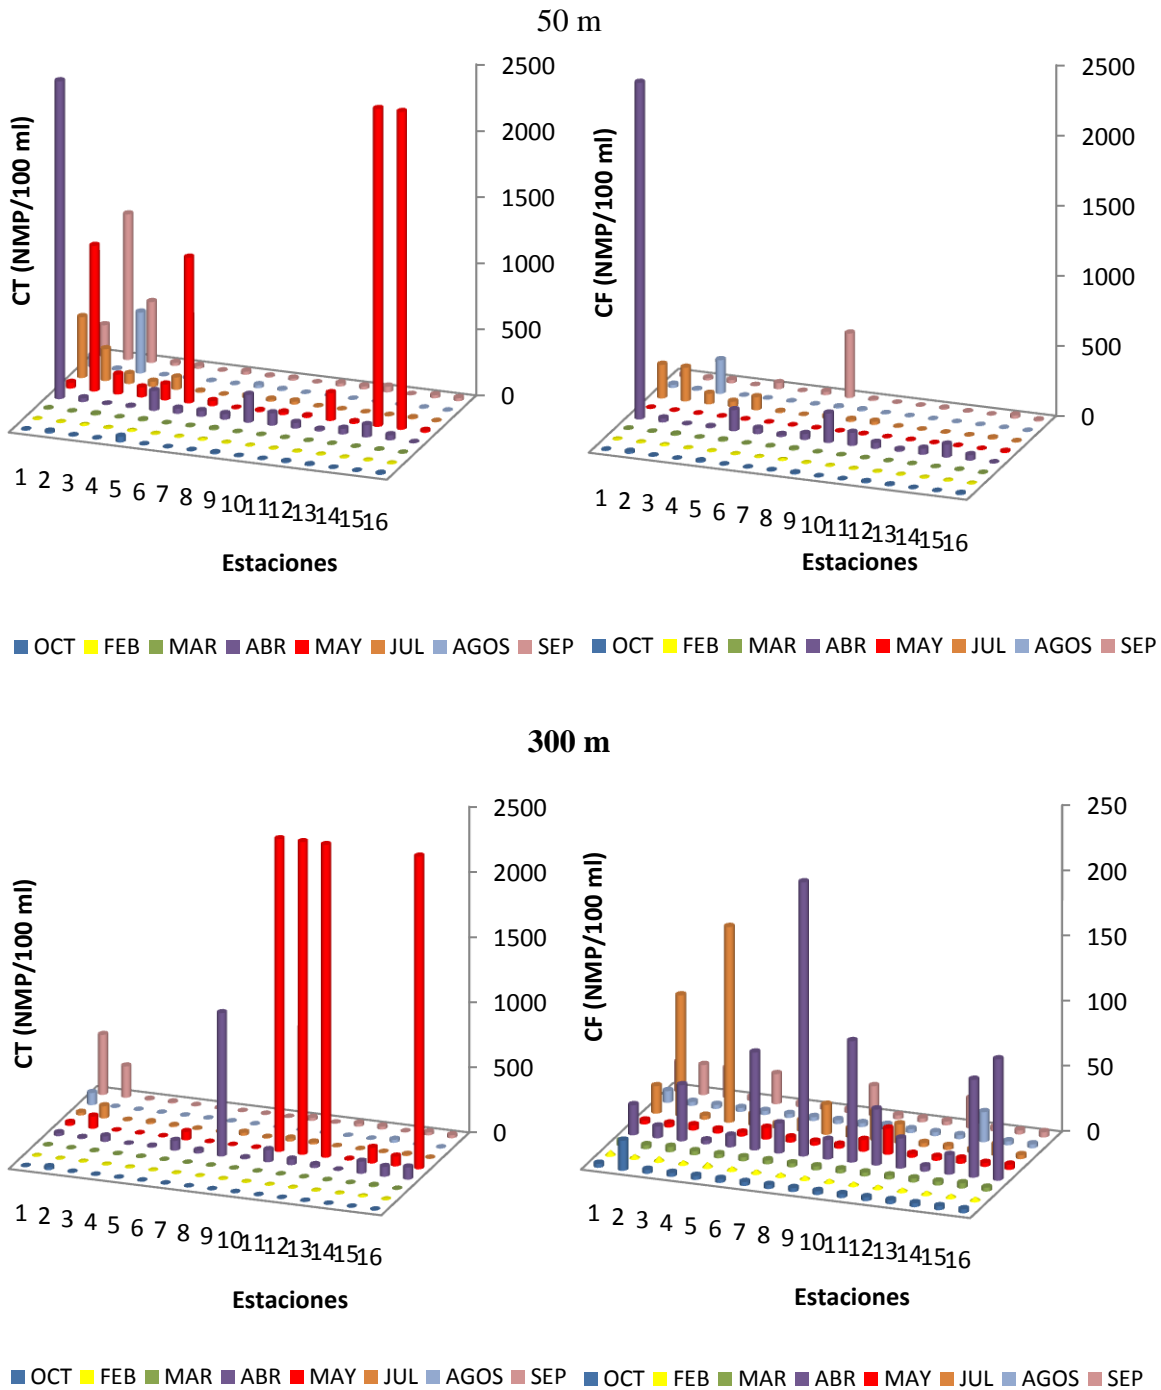 50 m
2500
2000
1500
1000
500
0
CT (NMP/100 ml)
1 2 3 4 5 6 7 8 9 10 11 12 13 14 15 16
Estaciones
OCT FEB MAR ABR MAY JUL AGOS SEP
2500
2000
1500
1000
500
0
CF (NMP/100 ml)
1 2 3 4 5 6 7 8 9 10 11 12 13 14 15 16
Estaciones
OCT FEB MAR ABR MAY JUL AGOS SEP
300 m
2500
2000
1500
1000
500
0
CT (NMP/100 ml)
1 2 3 4 5 6 7 8 9 10 11 12 13 14 15 16
Estaciones
OCT FEB MAR ABR MAY JUL AGOS SEP
250
200
150
100
50
0
CF (NMP/100 ml)
1 2 3 4 5 6 7 8 9 10 11 12 13 14 15 16
Estaciones
OCT FEB MAR ABR MAY JUL AGOS SEP